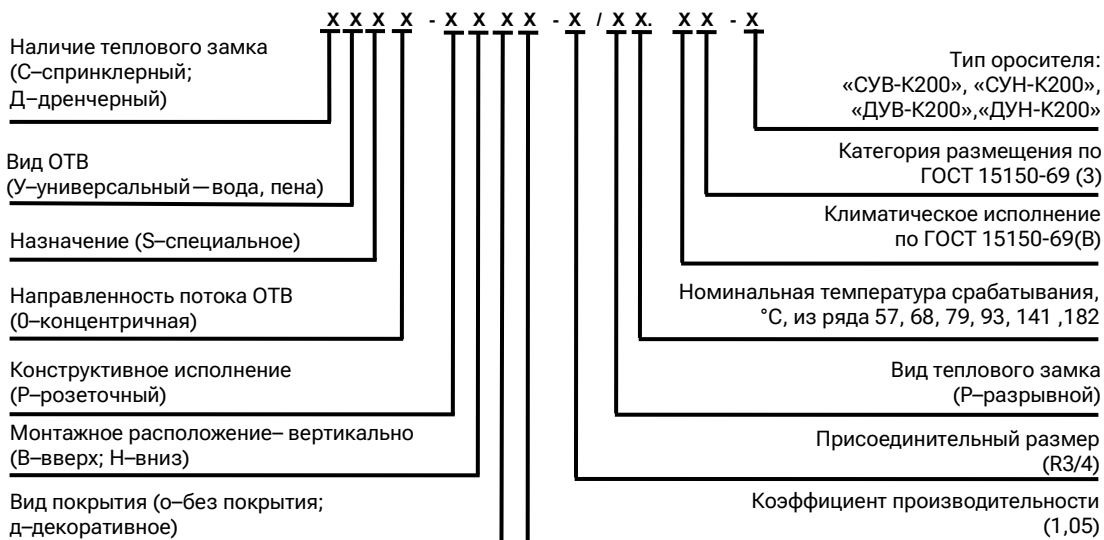 X X X X - X X X X - X / X X. X X - X
Наличие теплового замка
(С–спринклерный;
Д–дренчерный)
Вид ОТВ
(У–универсальный—вода, пена)
Назначение (S–специальное)
Направленность потока ОТВ
(0–концентричная)
Конструктивное исполнение
(Р–розеточный)
Монтажное расположение– вертикально
(В–вверх; Н–вниз)
Вид покрытия (о–без покрытия;
д–декоративное)
Тип оросителя:
«СУВ-К200», «СУН-К200»,
«ДУВ-К200»,«ДУН-К200»
Категория размещения по
ГОСТ 15150-69 (3)
Климатическое исполнение
по ГОСТ 15150-69(В)
Номинальная температура срабатывания,
°С, из ряда 57, 68, 79, 93, 141 ,182
Вид теплового замка
(Р–разрывной)
Присоединительный размер
(R3/4)
Коэффициент производительности
(1,05)